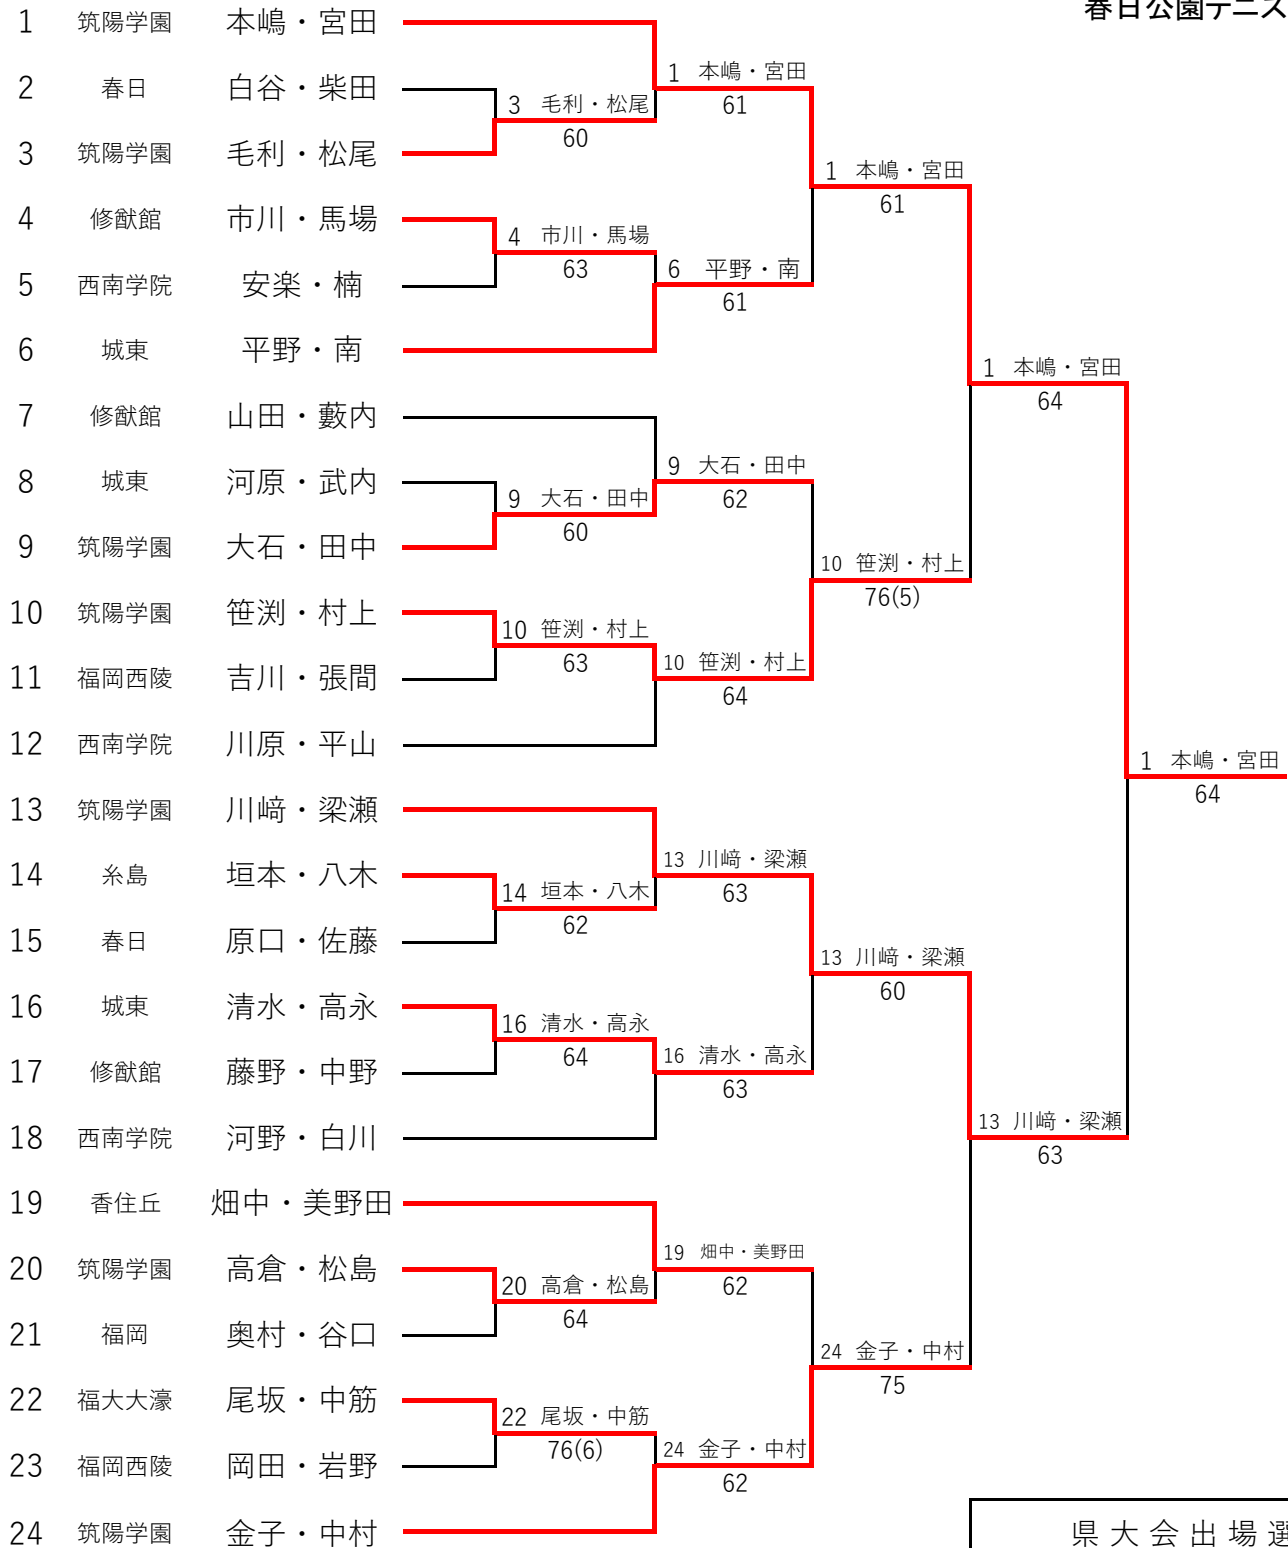 春日公園テニス
1 筑陽学園 本嶋・宮田
2 春日 白谷・柴田
3 筑陽学園 毛利・松尾
4 修猷館 市川・馬場
5 西南学院 安楽・楠
6 城東 平野・南
7 修猷館 山田・藪内
8 城東 河原・武内
9 筑陽学園 大石・田中
10 筑陽学園 笹渕・村上
11 福岡西陵 吉川・張間
12 西南学院 川原・平山
13 筑陽学園 川﨑・梁瀬
14 糸島 垣本・八木
15 春日 原口・佐藤
16 城東 清水・高永
17 修猷館 藤野・中野
18 西南学院 河野・白川
19 香住丘 畑中・美野田
20 筑陽学園 高倉・松島
21 福岡 奥村・谷口
22 福大大濠 尾坂・中筋
23 福岡西陵 岡田・岩野
24 筑陽学園 金子・中村
3 毛利・松尾
60
4 市川・馬場
63
9 大石・田中
60
10 笹渕・村上
63
14 垣本・八木
62
16 清水・高永
64
20 高倉・松島
64
22 尾坂・中筋
76(6)
1 本嶋・宮田
61
6 平野・南
61
9 大石・田中
62
10 笹渕・村上
64
13 川﨑・梁瀬
63
16 清水・高永
63
19 畑中・美野田
62
24 金子・中村
62
1 本嶋・宮田
61
10 笹渕・村上
76(5)
13 川﨑・梁瀬
60
24 金子・中村
75
1 本嶋・宮田
64
13 川﨑・梁瀬
63
1 本嶋・宮田
64
県大会出場選